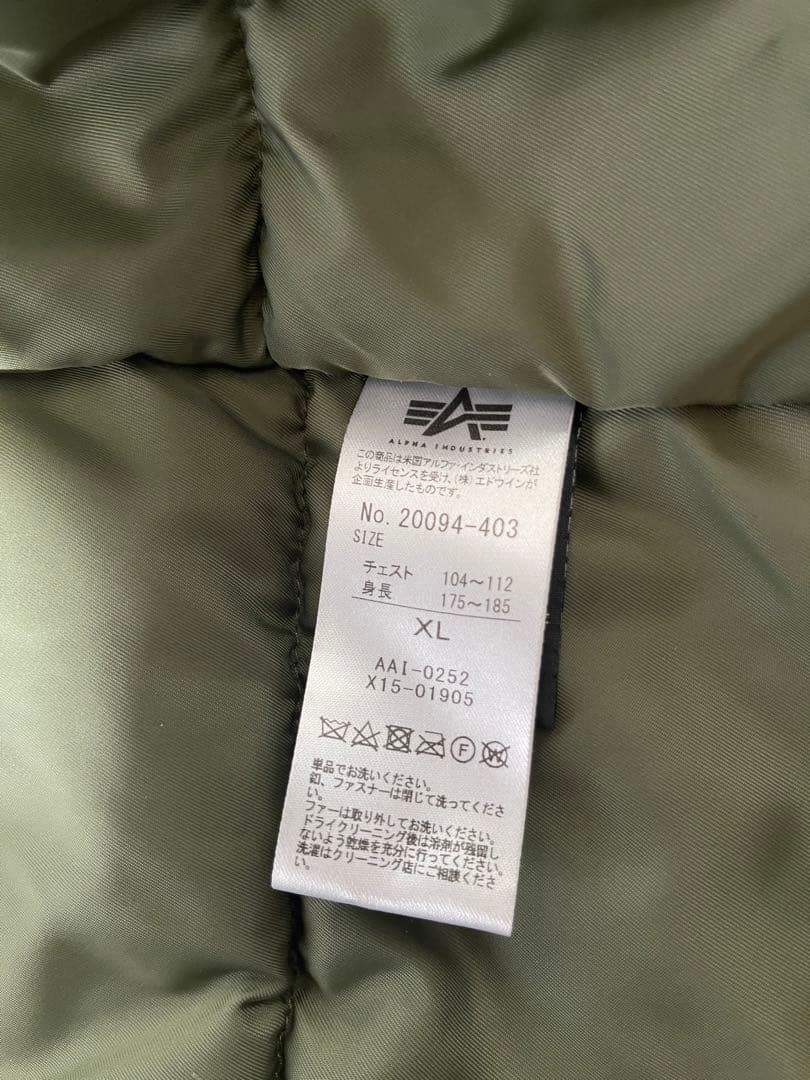 ALPHA INDUSTRIES
この商品は米国アルファ・インダストリーズ社
よりライセンスを受け、(株)エドウインが
企画生産したものです。
No. 20094-403
SIZE
チェスト 104～112
身長 175～185
XL
AAI-0252
X15-01905
F W
単品でお洗いください。
釦、ファスナーは閉じて洗ってくださ
い。
ファーは取り外してお洗いください。
ドライクリーニング後は溶剤が残留し
ないよう乾燥を充分に行ってください。
洗濯はクリーニング店にご相談くださ
い。